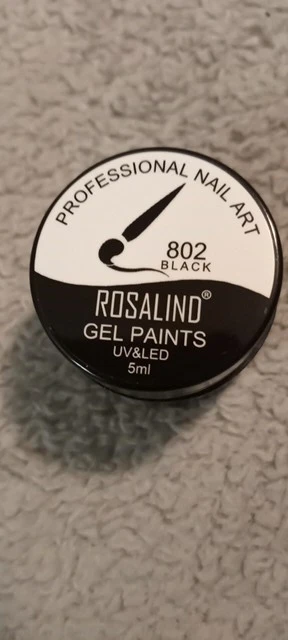 PROFESSIONAL NAIL ART
802
BLACK
ROSALIND®
GEL PAINTS
UV&LED
5ml